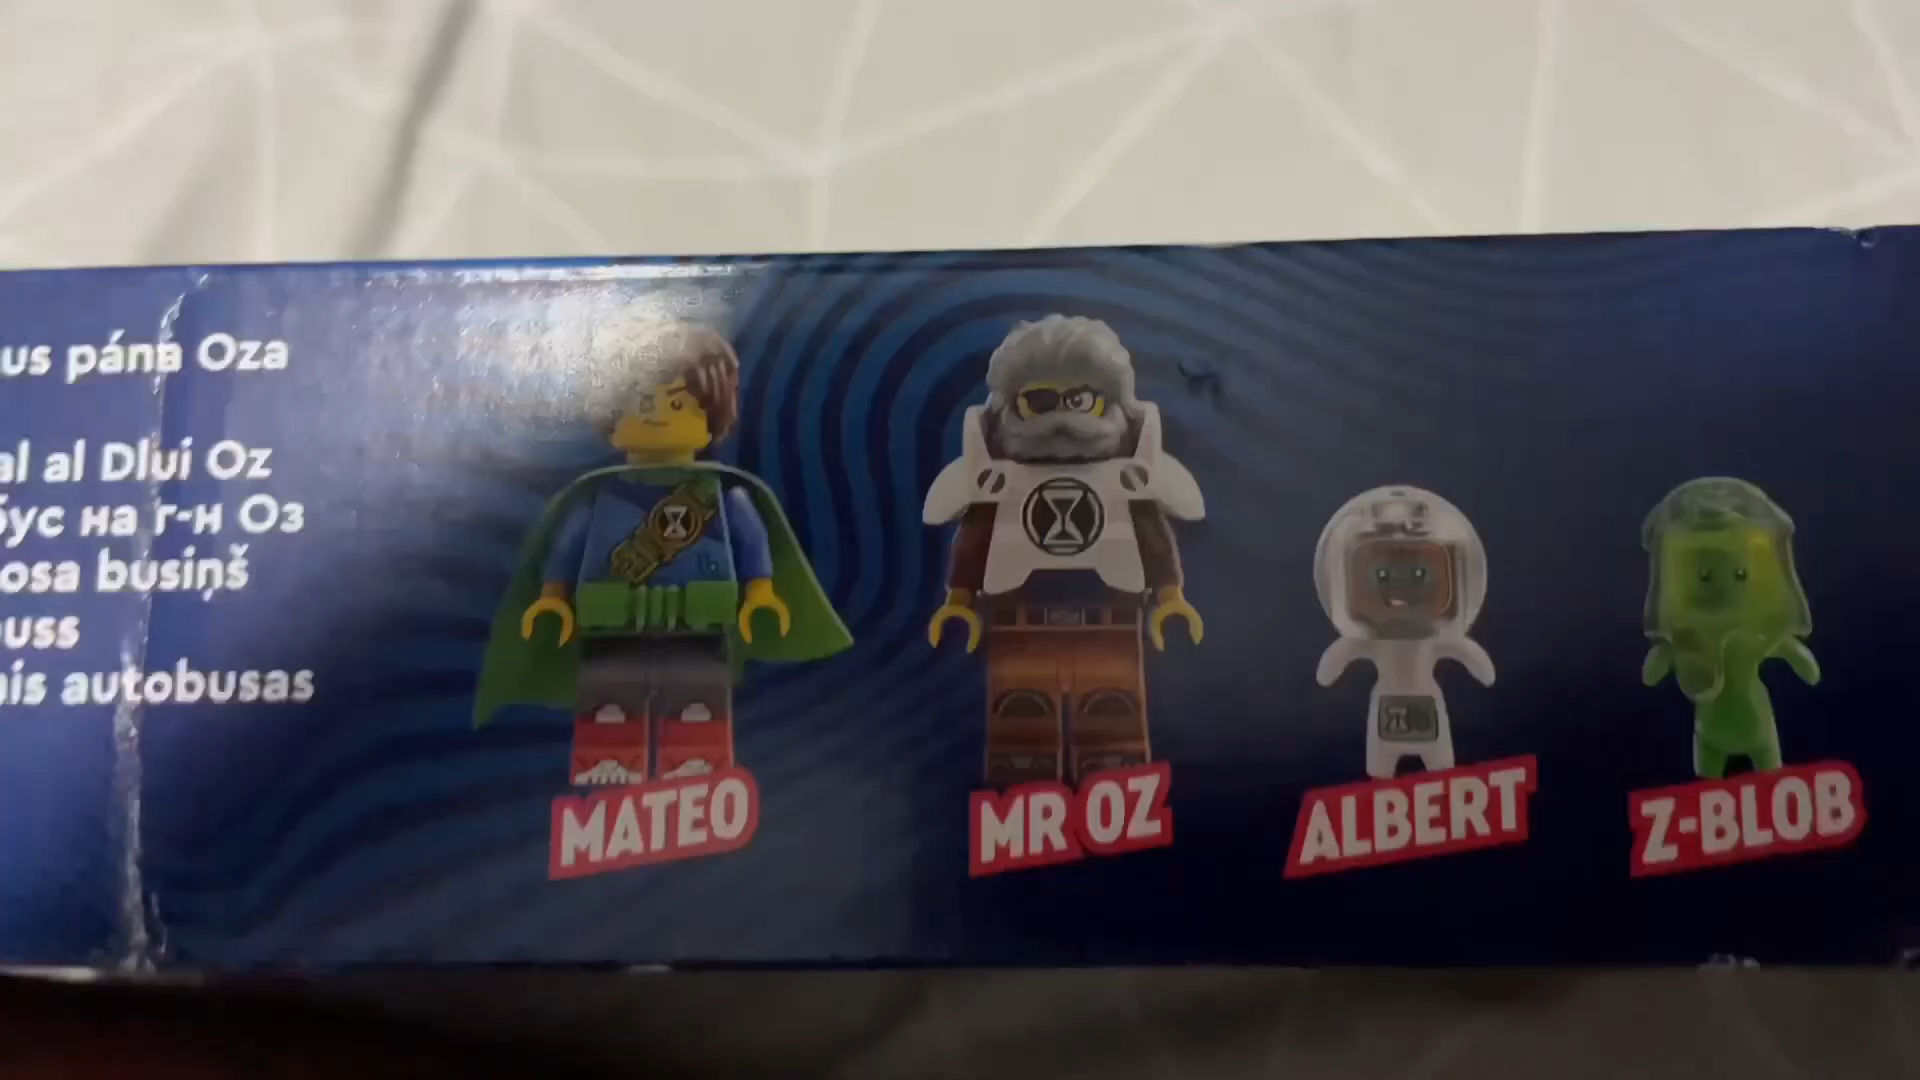 us pána Oza
al al Dlui Oz
бус на г-н Оз
osa busiņš
uss
is autobusas
MATEO
MR OZ
ALBERT
Z-BLOB